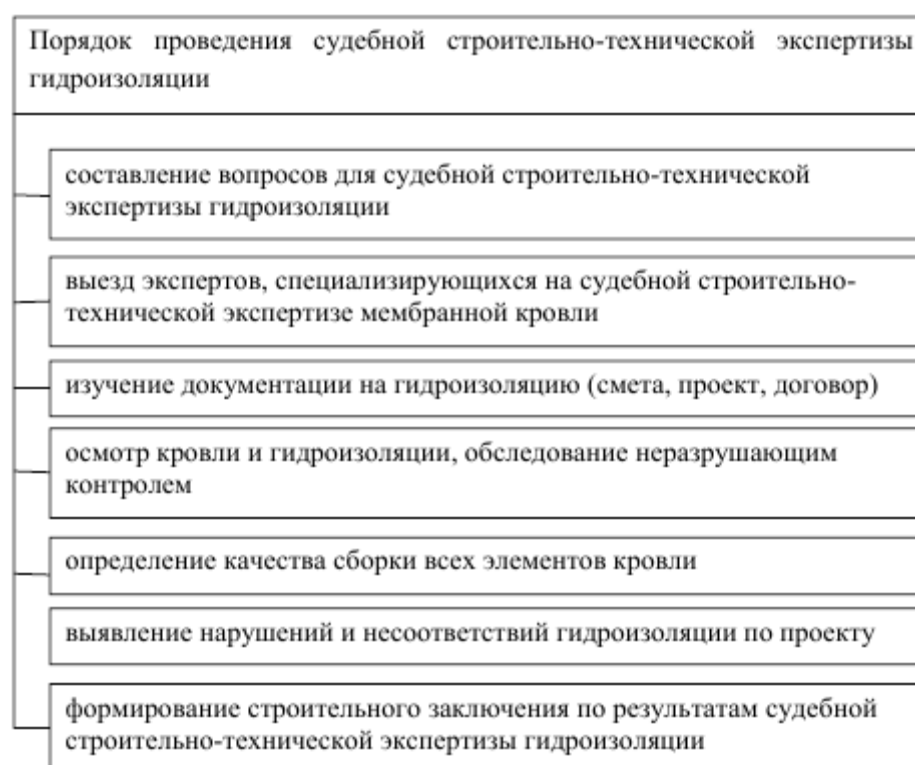 Порядок проведения судебной строительно-технической экспертизы
гидроизоляции
составление вопросов для судебной строительно-технической
экспертизы гидроизоляции
выезд экспертов, специализирующихся на судебной строительно-
технической экспертизе мембранной кровли
изучение документации на гидроизоляцию (смета, проект, договор)
осмотр кровли и гидроизоляции, обследование неразрушающим
контролем
определение качества сборки всех элементов кровли
выявление нарушений и несоответствий гидроизоляции по проекту
формирование строительного заключения по результатам судебной
строительно-технической экспертизы гидроизоляции